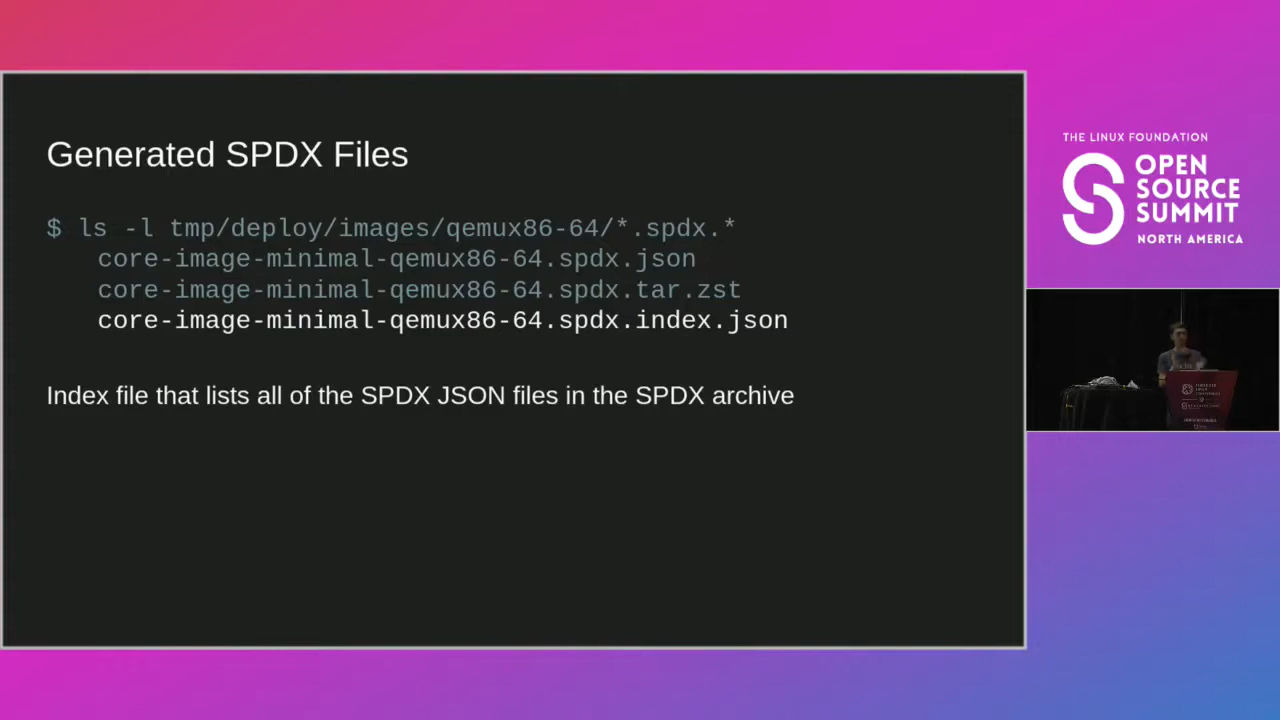 Generated SPDX Files
$ ls -l tmp/deploy/images/qemux86-64/*.spdx.*
core-image-minimal-qemux86-64.spdx.json
core-image-minimal-qemux86-64.spdx.tar.zst
core-image-minimal-qemux86-64.spdx.index.json
Index file that lists all of the SPDX JSON files in the SPDX archive
THE LINUX FOUNDATION
OPEN
SOURCE
SUMMIT
NORTH AMERICA